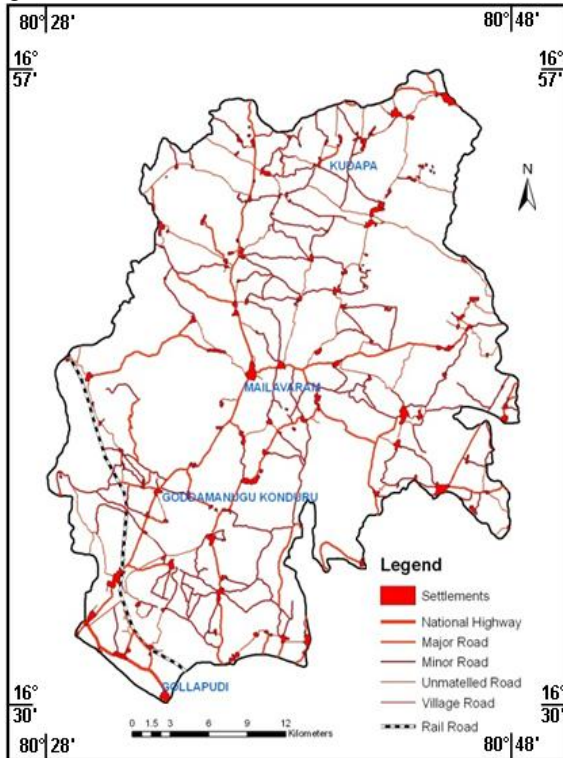 80° 28'
80° 48'
16° 57'
16° 57'
N
KUDAPA
MAILAVARAM
GODDAMANUGU KONDURU
GOLLAPUDI
Legend
Settlements
National Highway
Major Road
Minor Road
Unmatelled Road
Village Road
Rail Road
0 1.5 3 6 9 12
Kilometers
16° 30'
16° 30'
80° 28'
80° 48'